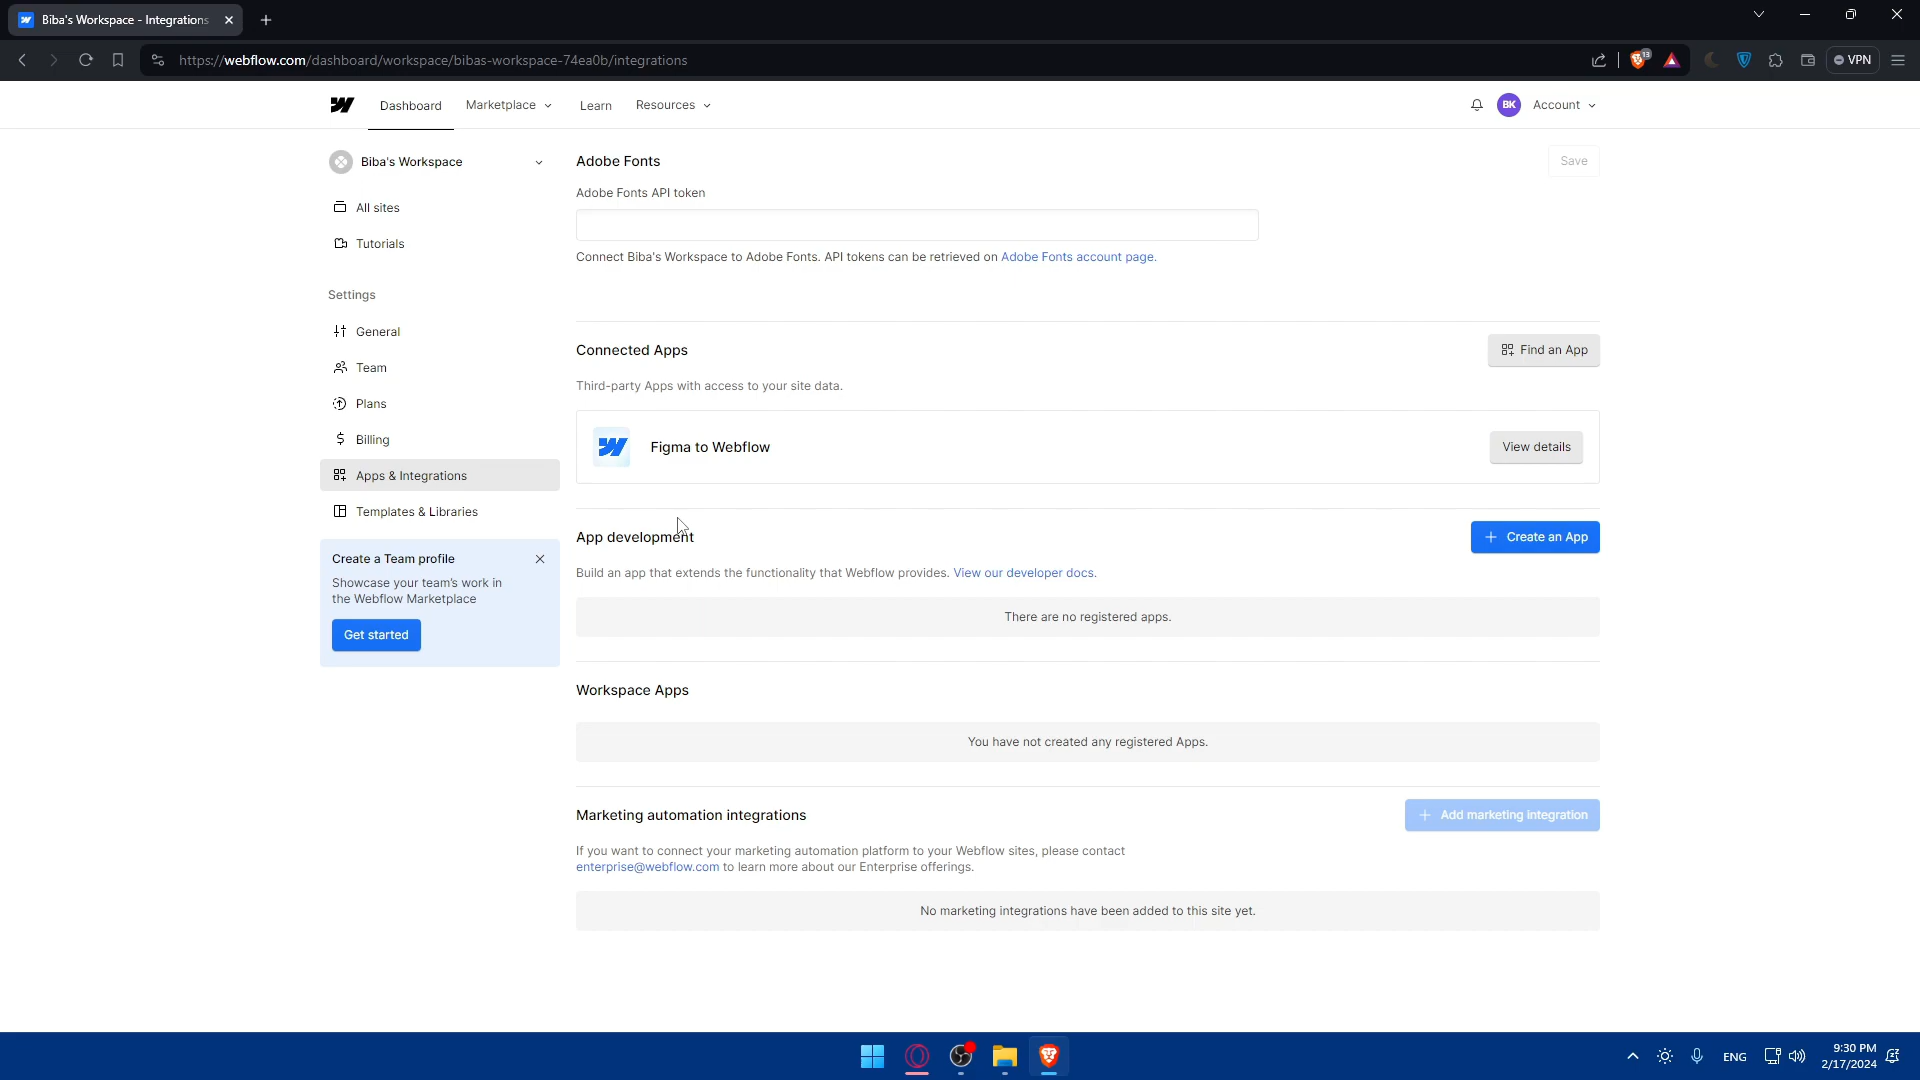 Biba's Workspace - Integrations
https://webflow.com/dashboard/workspace/bibas-workspace-74ea0b/integrations
13
VPN
Dashboard
Marketplace
Learn
Resources
BK
Account
Biba's Workspace
All sites
Tutorials
Settings
General
Team
Plans
Billing
Apps & Integrations
Templates & Libraries
Create a Team profile
Showcase your team's work in
the Webflow Marketplace
Get started
Adobe Fonts
Save
Adobe Fonts API token
Connect Biba's Workspace to Adobe Fonts. API tokens can be retrieved on Adobe Fonts account page.
Connected Apps
Find an App
Third-party Apps with access to your site data.
Figma to Webflow
View details
App development
Create an App
Build an app that extends the functionality that Webflow provides. View our developer docs.
There are no registered apps.
Workspace Apps
You have not created any registered Apps.
Marketing automation integrations
Add marketing integration
If you want to connect your marketing automation platform to your Webflow sites, please contact
enterprise@webflow.com to learn more about our Enterprise offerings.
No marketing integrations have been added to this site yet.
ENG
9:30 PM
2/17/2024